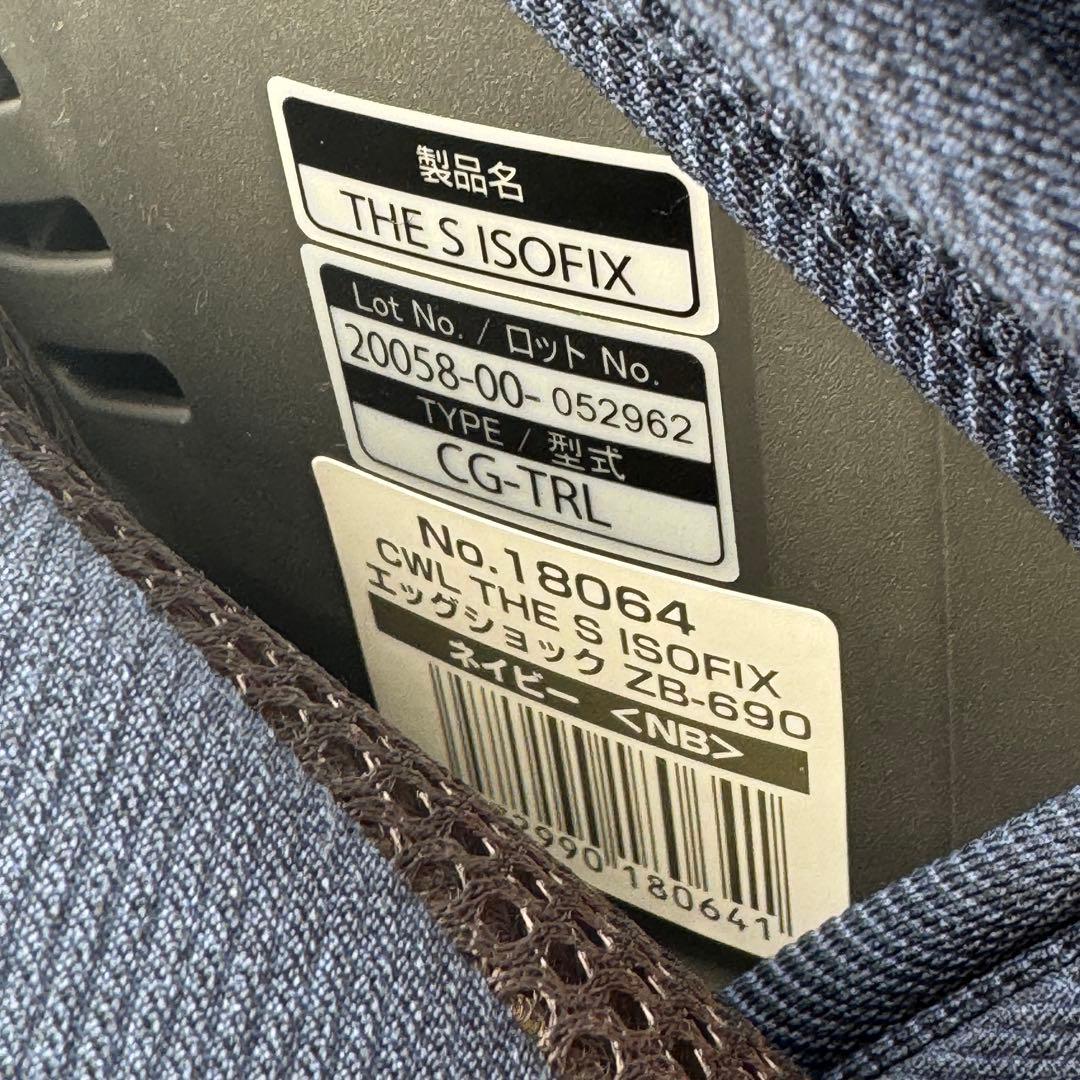 製品名
THE S ISOFIX
Lot No. / ロット No.
20058-00- 052962
TYPE / 型式
CG-TRL
No.18064
CWL THE S ISOFIX
エッグショック ZB-690
ネイビー <NB>
990 180641